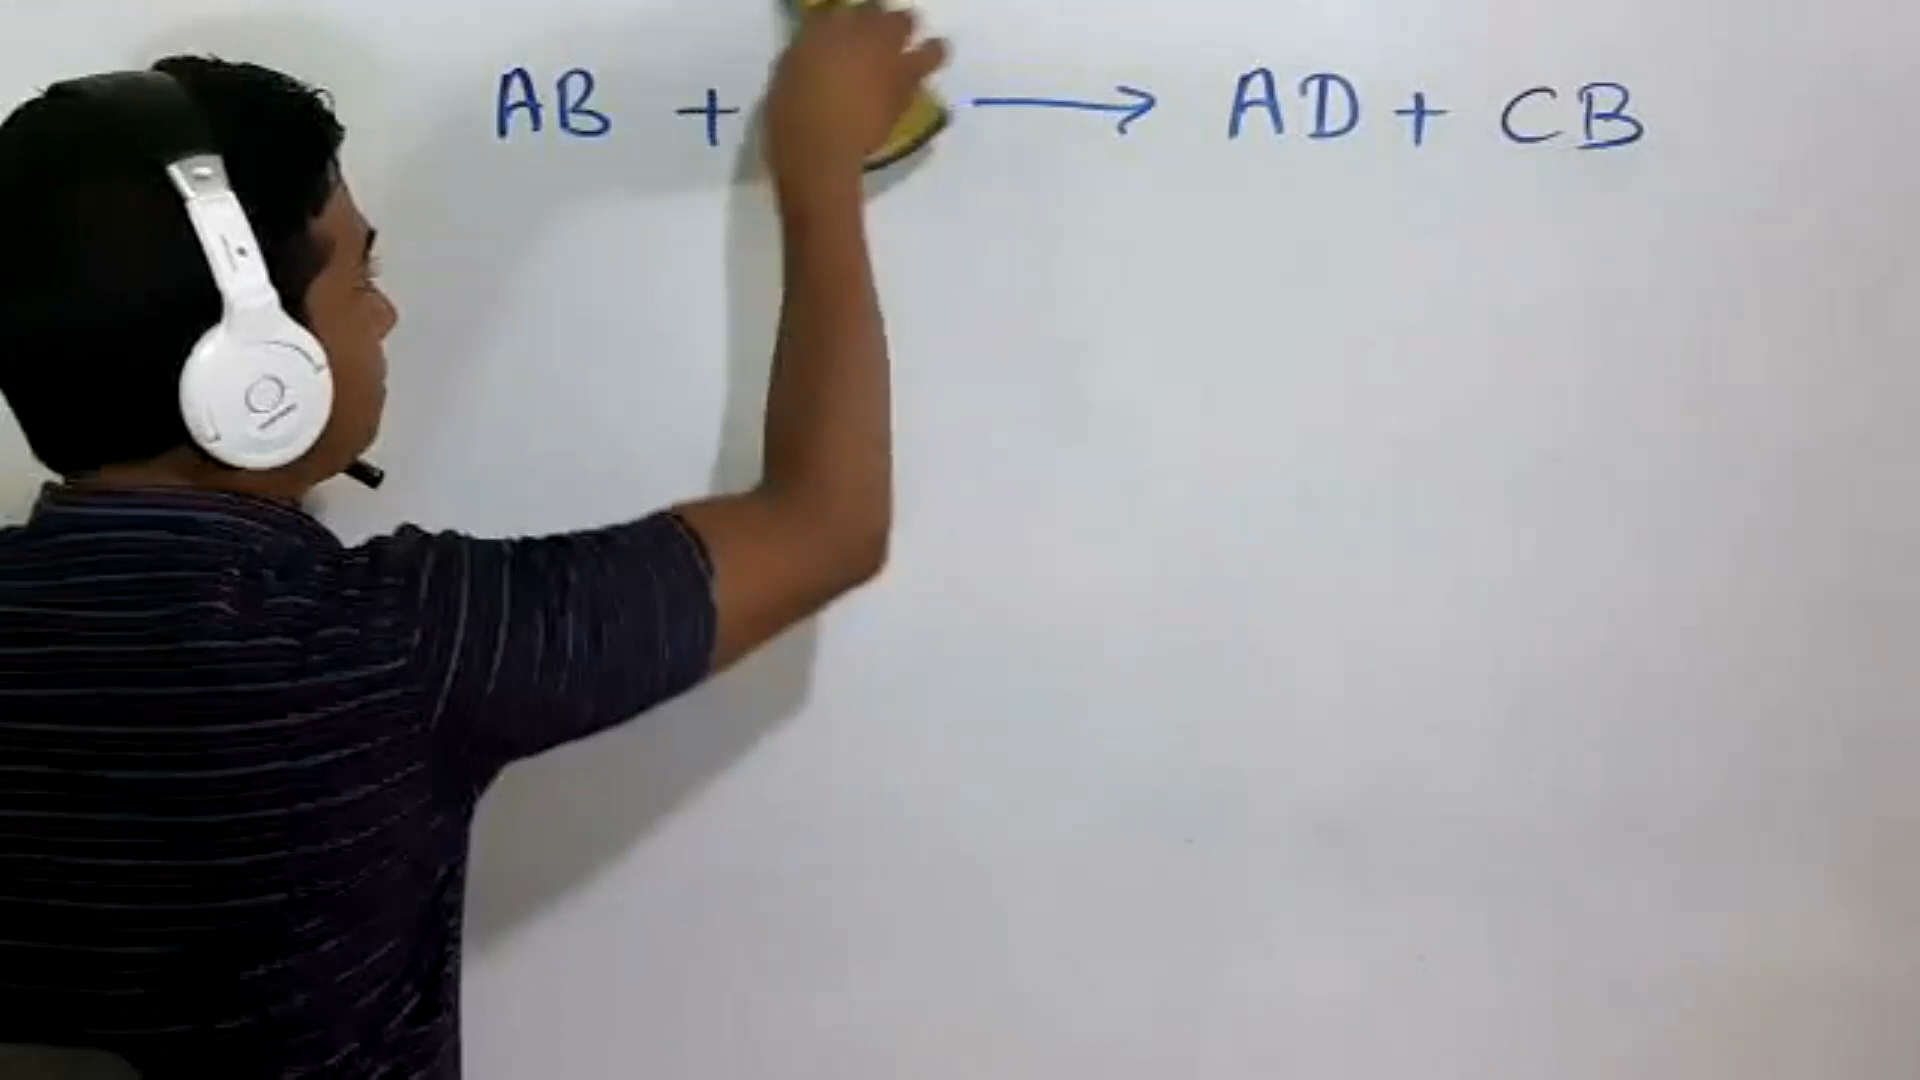 AB + → AD + CB